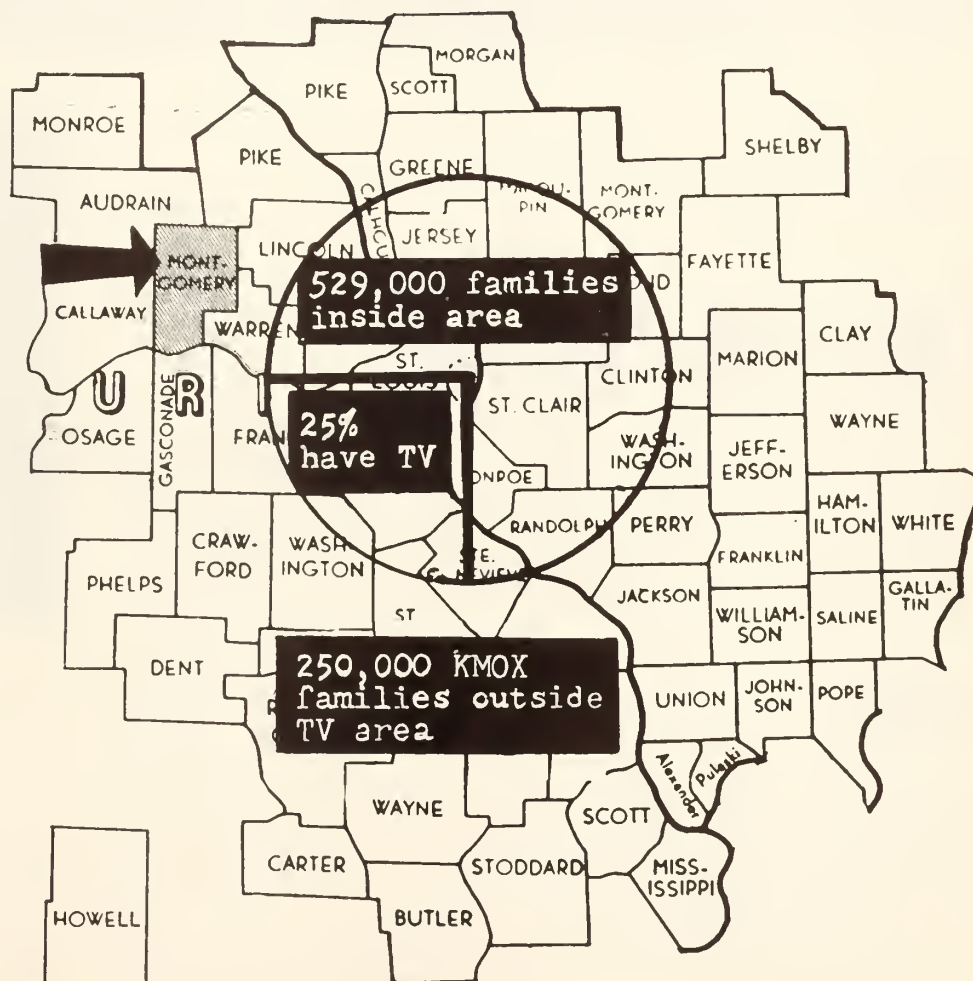 MORGAN
PIKE
SCOTT
MONROE
PIKE
SHELBY
GREENE
AUDRAIN
PIN
MONT-
GOMERY
JERSEY
LINCOLN
MONT-
GOMERY
FAYETTE
529,000 families
inside area
CALLAWAY
WARREN
CLAY
ST.
LOUIS
MARION
CLINTON
U R
ST. CLAIR
25%
have TV
WAYNE
OSAGE
GASCONADE
WASH-
INGTON
JEFF-
ERSON
RANDOLPH
PERRY
HAM-
ILTON
WHITE
CRAW-
FORD
WASH-
INGTON
FRANKLIN
STE.
PHELPS
JACKSON
GALLA-
TIN
WILLIAM-
SON
SALINE
ST
DENT
250,000 KMOX
families outside
TV area
UNION
JOHN-
SON
POPE
Alexander
Pulaski
WAYNE
SCOTT
CARTER
STODDARD
MISS-
ISSIPPI
HOWELL
BUTLER